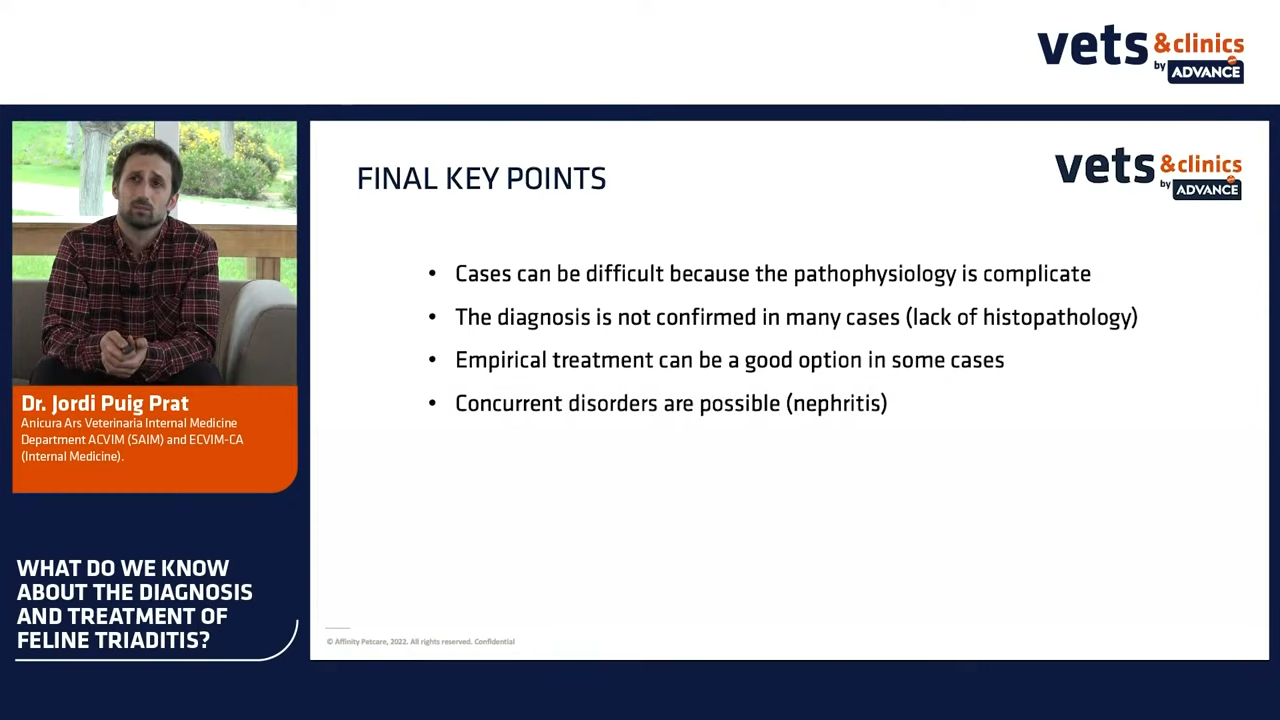 vets &clinics
by ADVANCE
FINAL KEY POINTS
vets &clinics
by ADVANCE
• Cases can be difficult because the pathophysiology is complicate
• The diagnosis is not confirmed in many cases (lack of histopathology)
• Empirical treatment can be a good option in some cases
• Concurrent disorders are possible (nephritis)
© Affinity Petcare, 2022. All rights reserved. Confidential
Dr. Jordi Puig Prat
Anicura Ars Veterinaria Internal Medicine
Department ACVIM (SAIM) and ECVIM-CA
(Internal Medicine).
WHAT DO WE KNOW
ABOUT THE DIAGNOSIS
AND TREATMENT OF
FELINE TRIADITIS?